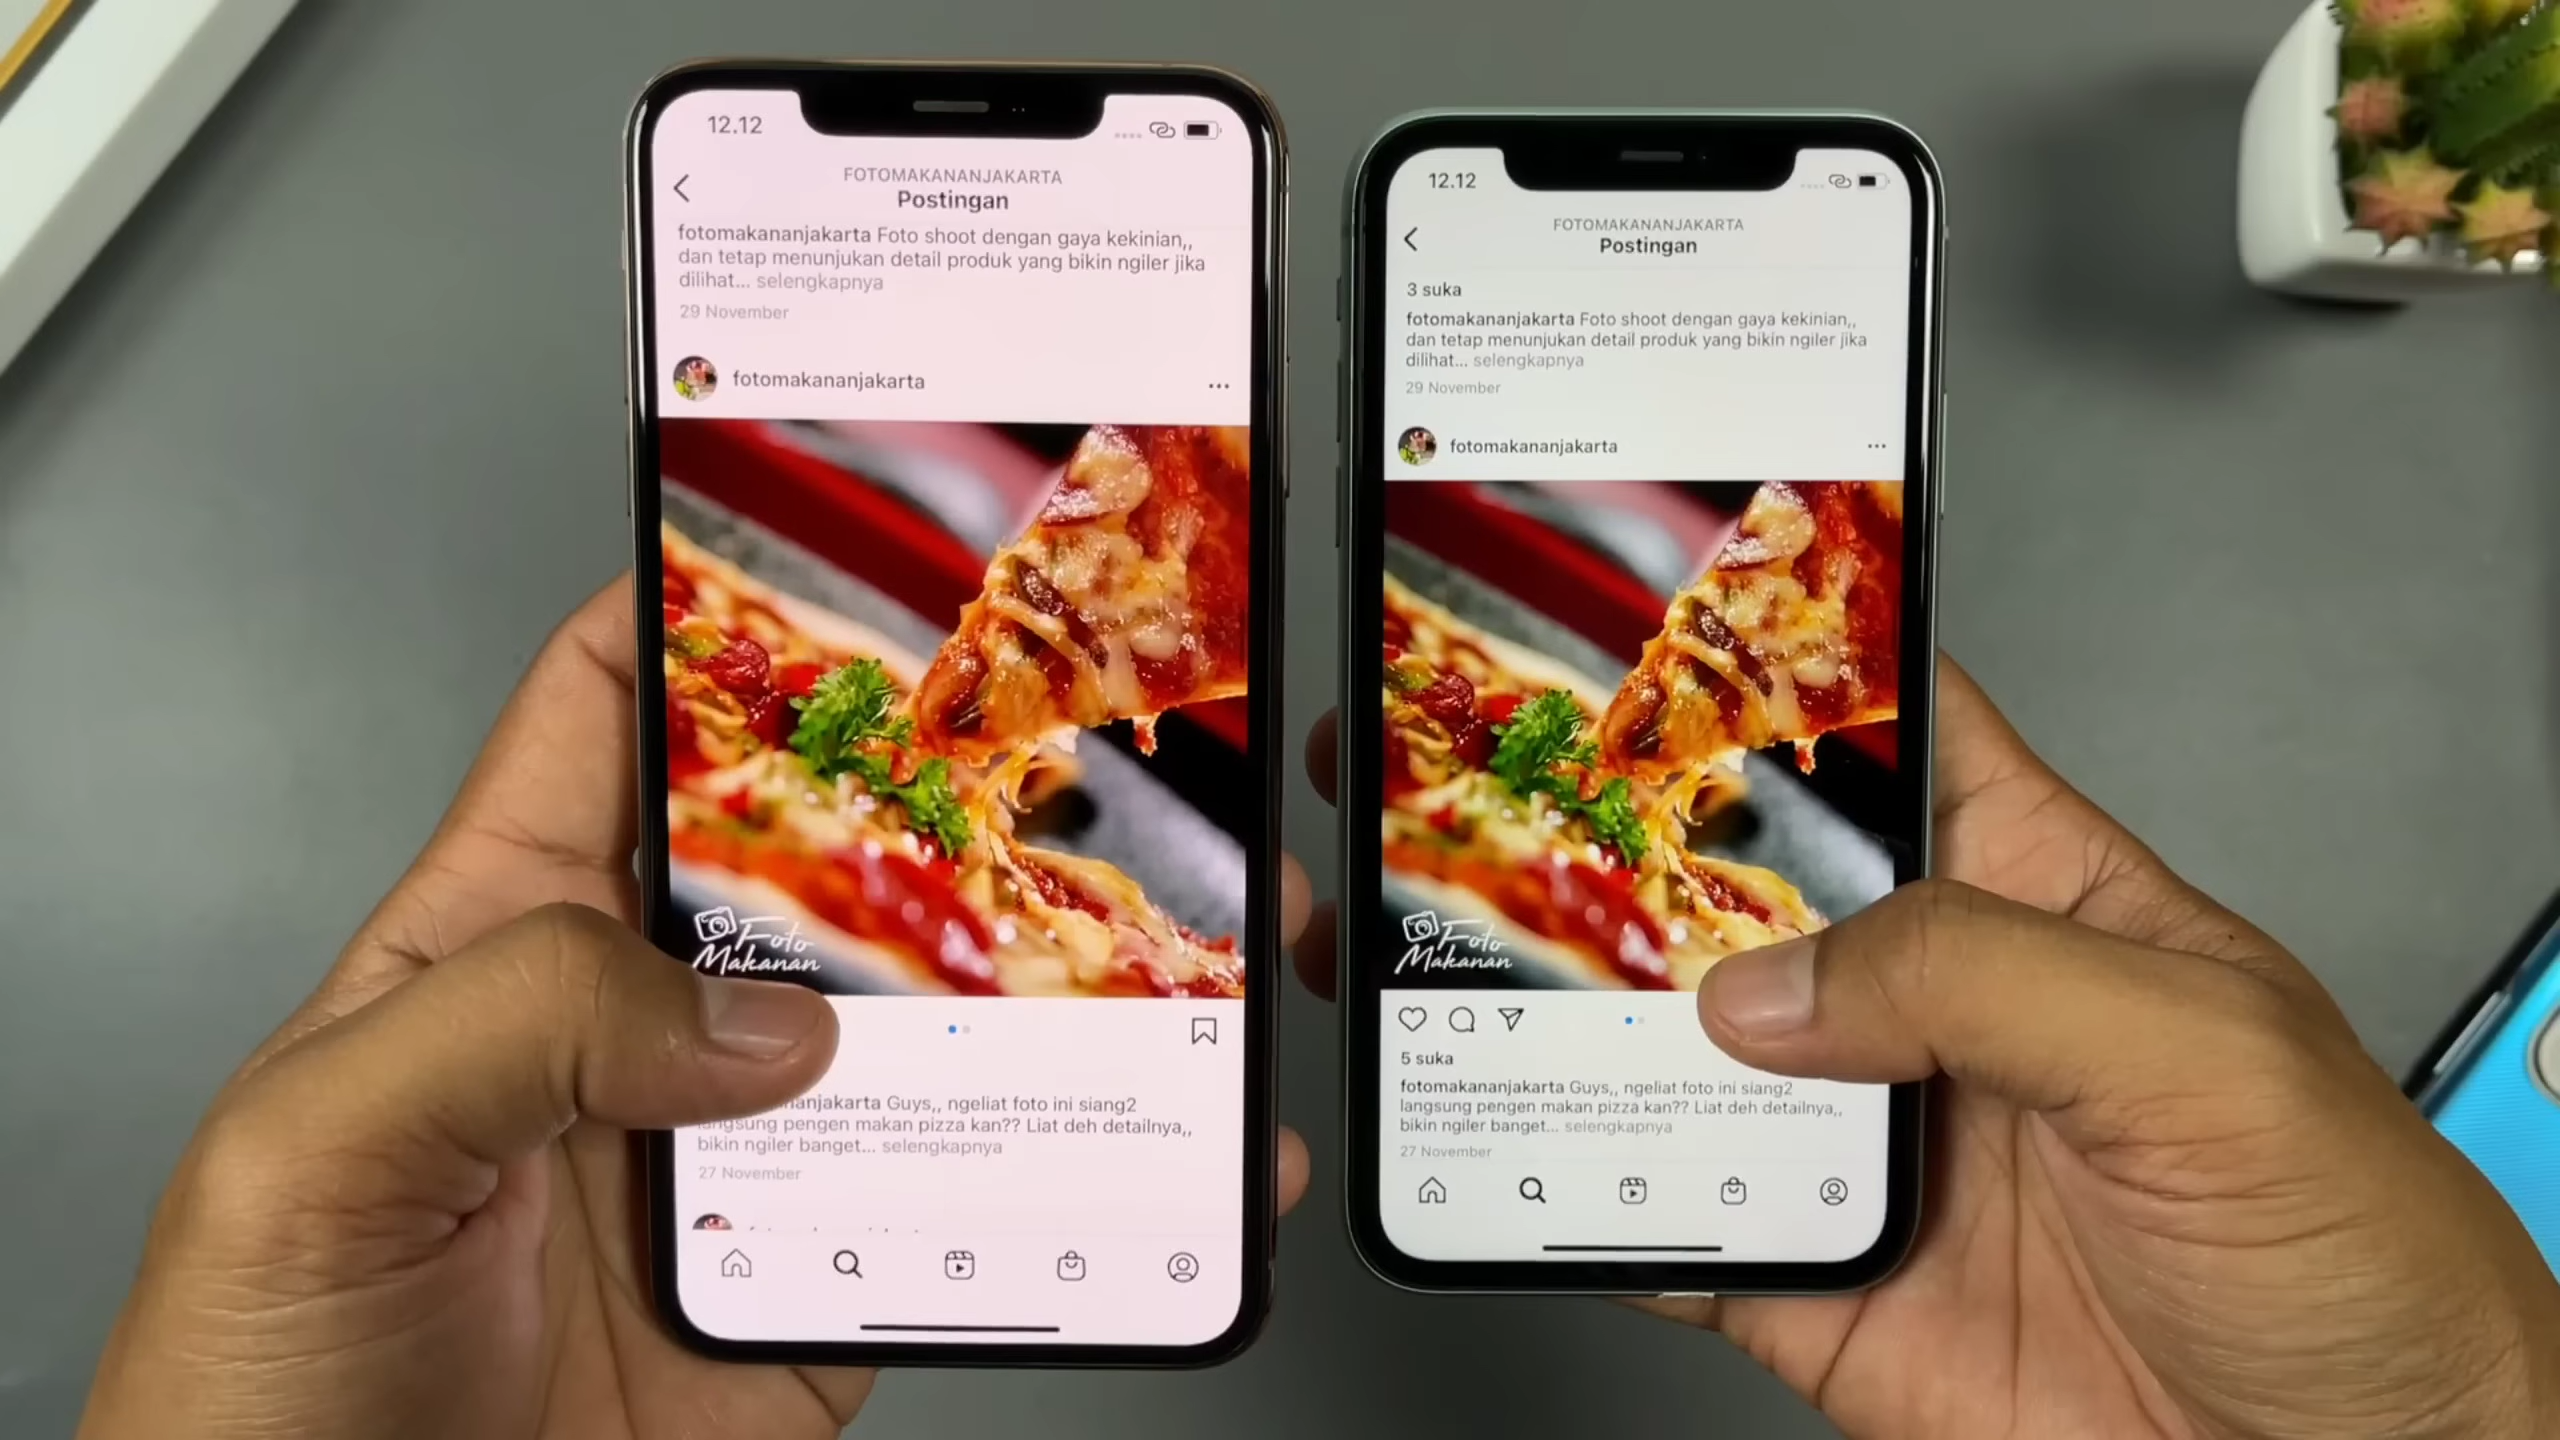 12.12
FOTOMAKANANJAKARTA
Postingan
fotomakananjakarta Foto shoot dengan gaya kekinian,,
dan tetap menunjukan detail produk yang bikin ngiler jika
dilihat... selengkapnya
29 November
fotomakananjakarta
Foto
Makanan
nanjakarta Guys,, ngeliat foto ini siang2
langsung pengen makan pizza kan?? Liat deh detailnya,,
bikin ngiler banget... selengkapnya
27 November
12.12
FOTOMAKANANJAKARTA
Postingan
3 suka
fotomakananjakarta Foto shoot dengan gaya kekinian,,
dan tetap menunjukan detail produk yang bikin ngiler jika
dilihat... selengkapnya
29 November
fotomakananjakarta
Foto
Makanan
5 suka
fotomakananjakarta Guys,, ngeliat foto ini siang2
langsung pengen makan pizza kan?? Liat deh detailnya,,
bikin ngiler banget... selengkapnya
27 November